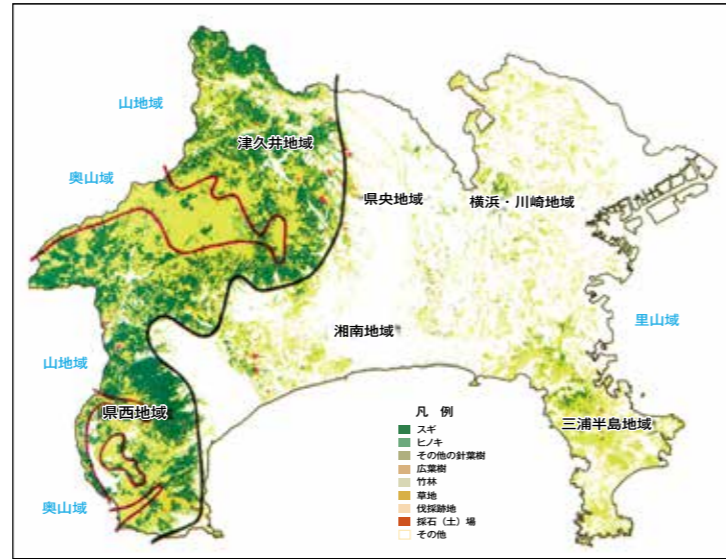 山地域
津久井地域
奥山域
県央地域
横浜・川崎地域
里山域
湘南地域
山地域
県西地域
三浦半島地域
奥山域
凡 例
スギ
ヒノキ
その他の針葉樹
広葉樹
竹林
草地
伐採跡地
採石（土）場
その他